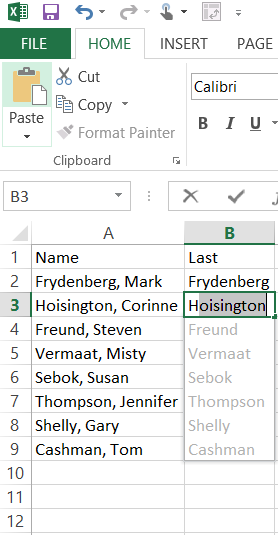 FILE HOME INSERT PAGE
Cut
Copy
Paste
Format Painter
Clipboard
Calibri
B I U
B3
A B
1 Name Last
2 Frydenberg, Mark Frydenberg
3 Hoisington, Corinne Hoisington
4 Freund, Steven Freund
5 Vermaat, Misty Vermaat
6 Sebok, Susan Sebok
7 Thompson, Jennifer Thompson
8 Shelly, Gary Shelly
9 Cashman, Tom Cashman
10
11
12